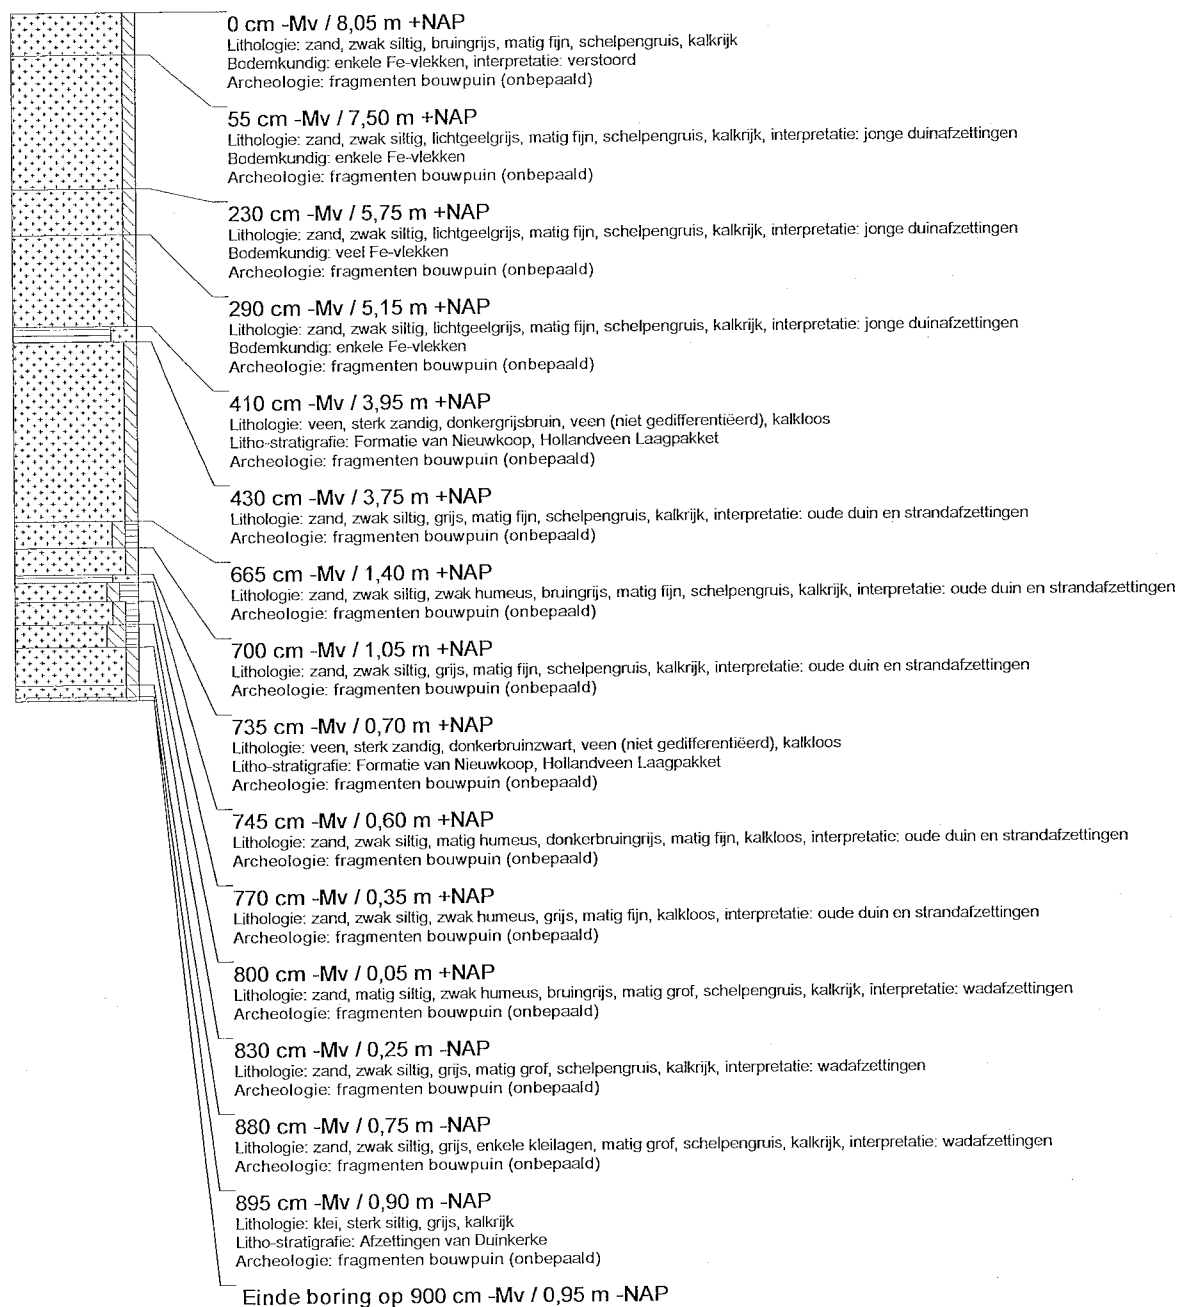 0 cm -Mv / 8,05 m +NAP
Lithologie: zand, zwak siltig, bruingrijs, matig fijn, schelpengruis, kalkrijk
Bodemkundig: enkele Fe-vlekken, interpretatie: verstoord
Archeologie: fragmenten bouwpuin (onbepaald)
55 cm -Mv / 7,50 m +NAP
Lithologie: zand, zwak siltig, lichtgeelgrijs, matig fijn, schelpengruis, kalkrijk, interpretatie: jonge duinafzettingen
Bodemkundig: enkele Fe-vlekken
Archeologie: fragmenten bouwpuin (onbepaald)
230 cm -Mv / 5,75 m +NAP
Lithologie: zand, zwak siltig, lichtgeelgrijs, matig fijn, schelpengruis, kalkrijk, interpretatie: jonge duinafzettingen
Bodemkundig: veel Fe-vlekken
Archeologie: fragmenten bouwpuin (onbepaald)
290 cm -Mv / 5,15 m +NAP
Lithologie: zand, zwak siltig, lichtgeelgrijs, matig fijn, schelpengruis, kalkrijk, interpretatie: jonge duinafzettingen
Bodemkundig: enkele Fe-vlekken
Archeologie: fragmenten bouwpuin (onbepaald)
410 cm -Mv / 3,95 m +NAP
Lithologie: veen, sterk zandig, donkergrijsbruin, veen (niet gedifferentiëerd), kalkloos
Litho-stratigrafie: Formatie van Nieuwkoop, Hollandveen Laagpakket
Archeologie: fragmenten bouwpuin (onbepaald)
430 cm -Mv / 3,75 m +NAP
Lithologie: zand, zwak siltig, grijs, matig fijn, schelpengruis, kalkrijk, interpretatie: oude duin en strandafzettingen
Archeologie: fragmenten bouwpuin (onbepaald)
665 cm -Mv / 1,40 m +NAP
Lithologie: zand, zwak siltig, zwak humeus, bruingrijs, matig fijn, schelpengruis, kalkrijk, interpretatie: oude duin en strandafzettingen
Archeologie: fragmenten bouwpuin (onbepaald)
700 cm -Mv / 1,05 m +NAP
Lithologie: zand, zwak siltig, grijs, matig fijn, schelpengruis, kalkrijk, interpretatie: oude duin en strandafzettingen
Archeologie: fragmenten bouwpuin (onbepaald)
735 cm -Mv / 0,70 m +NAP
Lithologie: veen, sterk zandig, donkerbruinzwart, veen (niet gedifferentiëerd), kalkloos
Litho-stratigrafie: Formatie van Nieuwkoop, Hollandveen Laagpakket
Archeologie: fragmenten bouwpuin (onbepaald)
745 cm -Mv / 0,60 m +NAP
Lithologie: zand, zwak siltig, matig humeus, donkerbruingrijs, matig fijn, kalkloos, interpretatie: oude duin en strandafzettingen
Archeologie: fragmenten bouwpuin (onbepaald)
770 cm -Mv / 0,35 m +NAP
Lithologie: zand, zwak siltig, zwak humeus, grijs, matig fijn, kalkloos, interpretatie: oude duin en strandafzettingen
Archeologie: fragmenten bouwpuin (onbepaald)
800 cm -Mv / 0,05 m +NAP
Lithologie: zand, matig siltig, zwak humeus, bruingrijs, matig grof, schelpengruis, kalkrijk, interpretatie: wadafzettingen
Archeologie: fragmenten bouwpuin (onbepaald)
830 cm -Mv / 0,25 m -NAP
Lithologie: zand, zwak siltig, grijs, matig grof, schelpengruis, kalkrijk, interpretatie: wadafzettingen
Archeologie: fragmenten bouwpuin (onbepaald)
880 cm -Mv / 0,75 m -NAP
Lithologie: zand, zwak siltig, grijs, enkele kleilagen, matig grof, schelpengruis, kalkrijk, interpretatie: wadafzettingen
Archeologie: fragmenten bouwpuin (onbepaald)
895 cm -Mv / 0,90 m -NAP
Lithologie: klei, sterk siltig, grijs, kalkrijk
Litho-stratigrafie: Afzettingen van Duinkerke
Archeologie: fragmenten bouwpuin (onbepaald)
Einde boring op 900 cm -Mv / 0,95 m -NAP